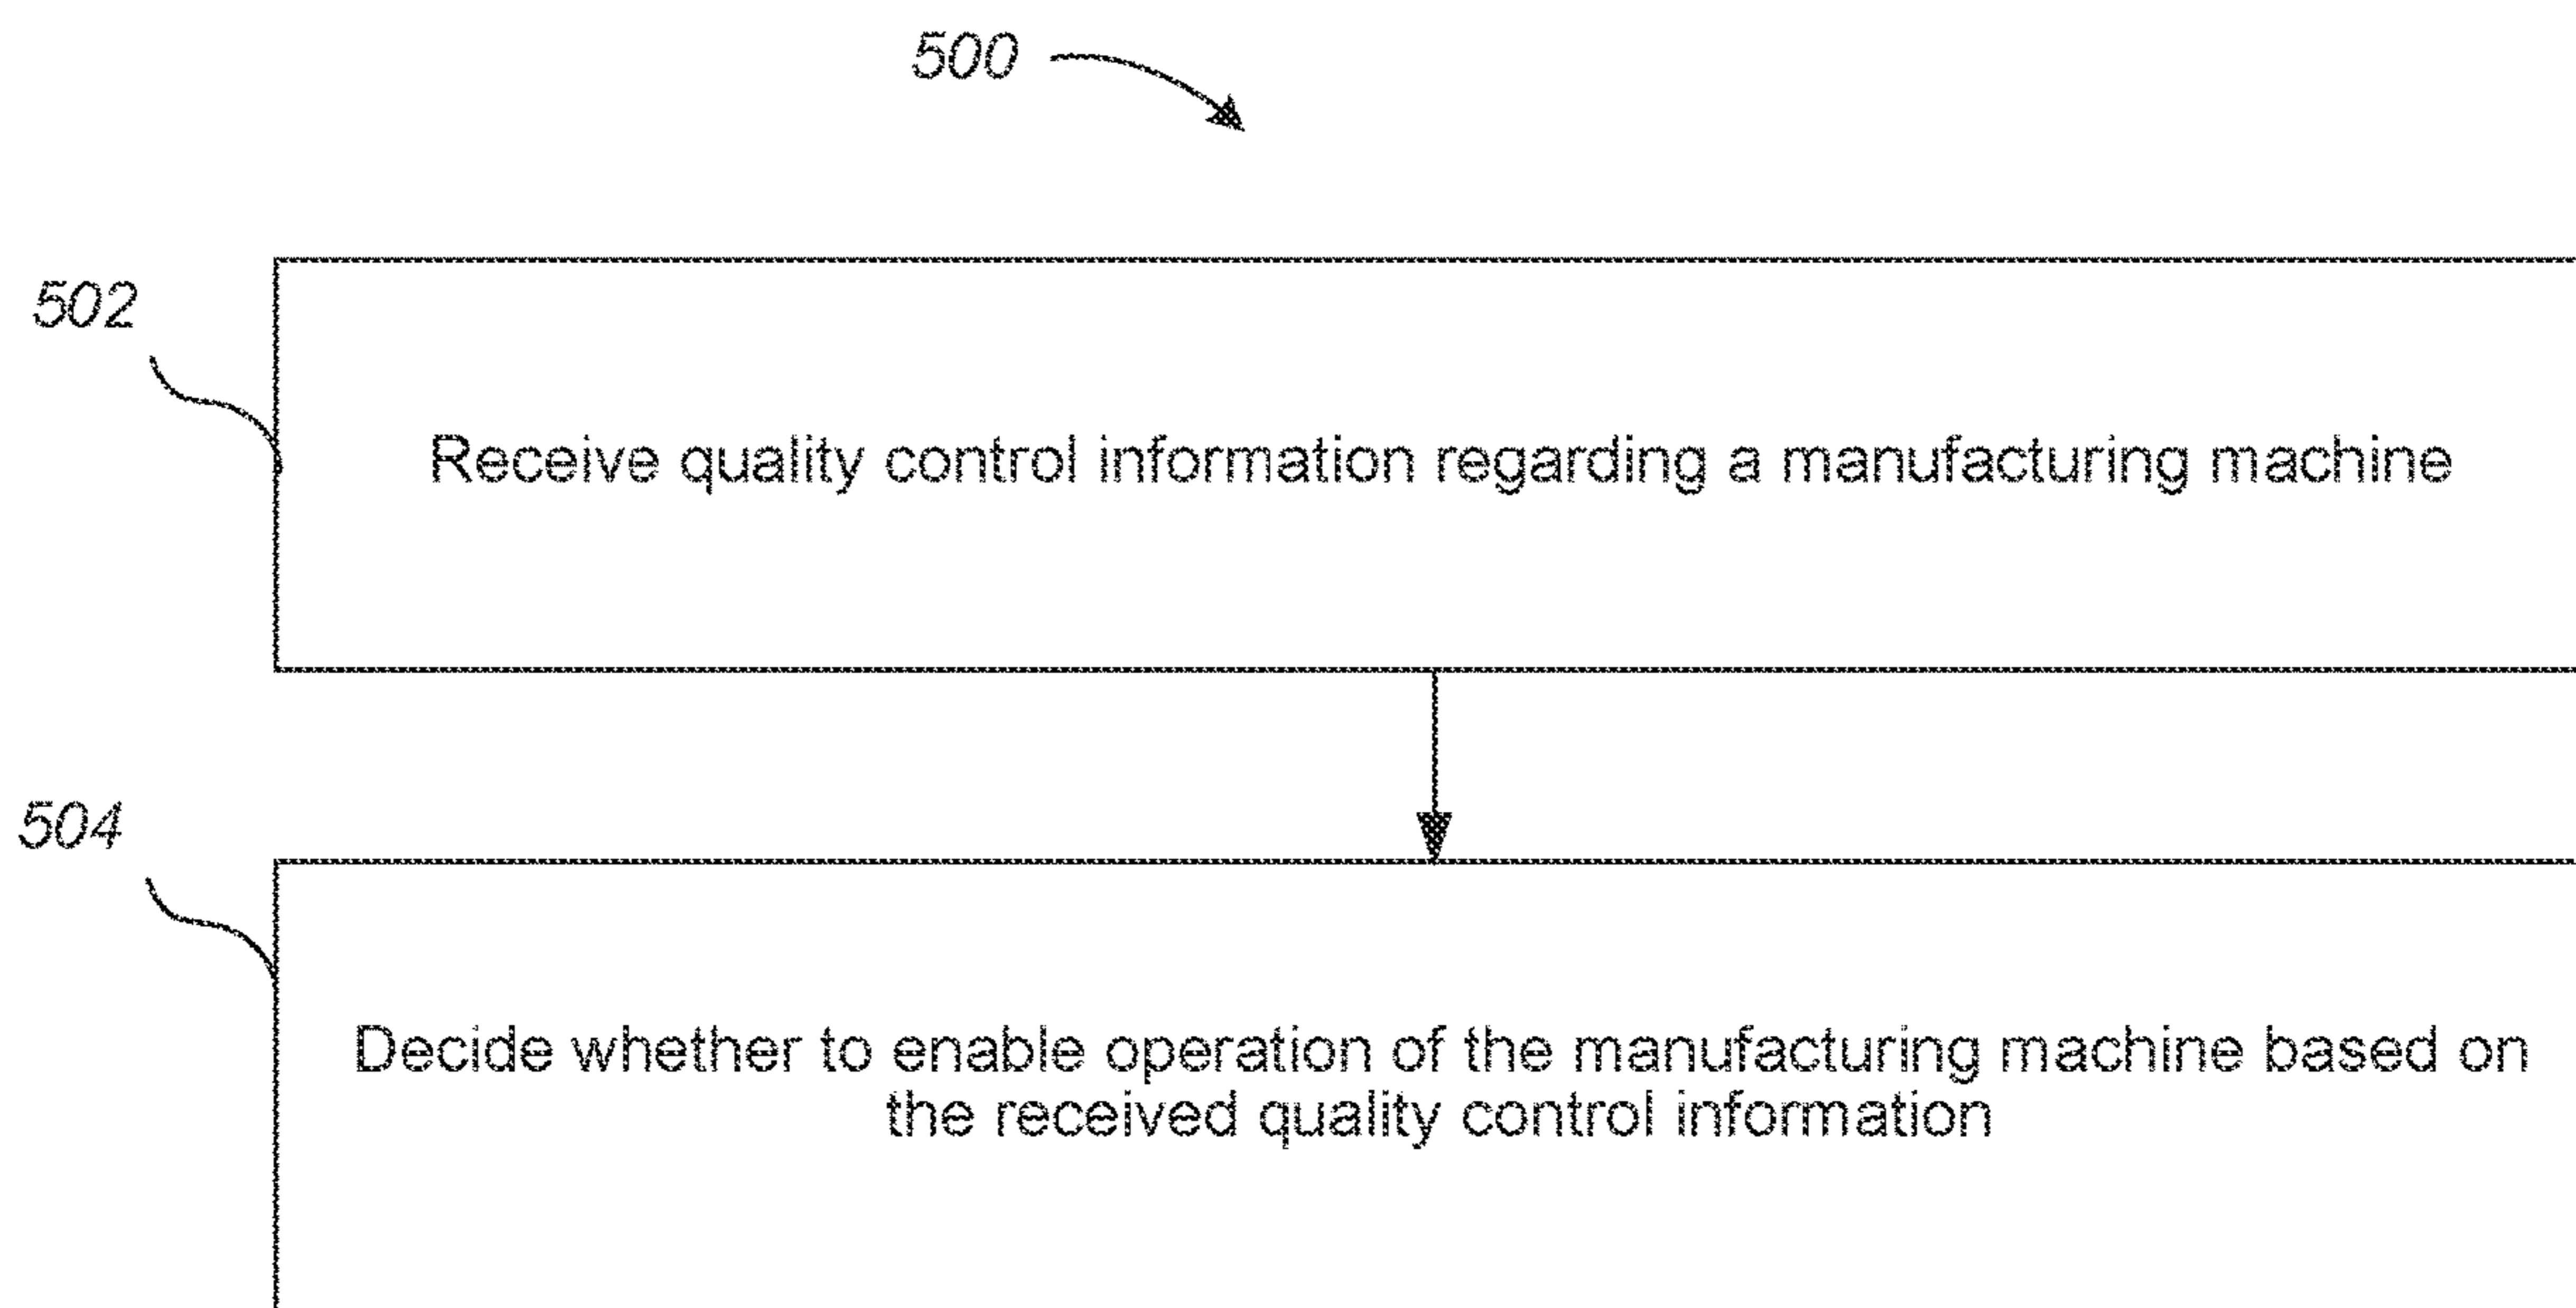 500
502
Receive quality control information regarding a manufacturing machine
504
Decide whether to enable operation of the manufacturing machine based on
the received quality control information